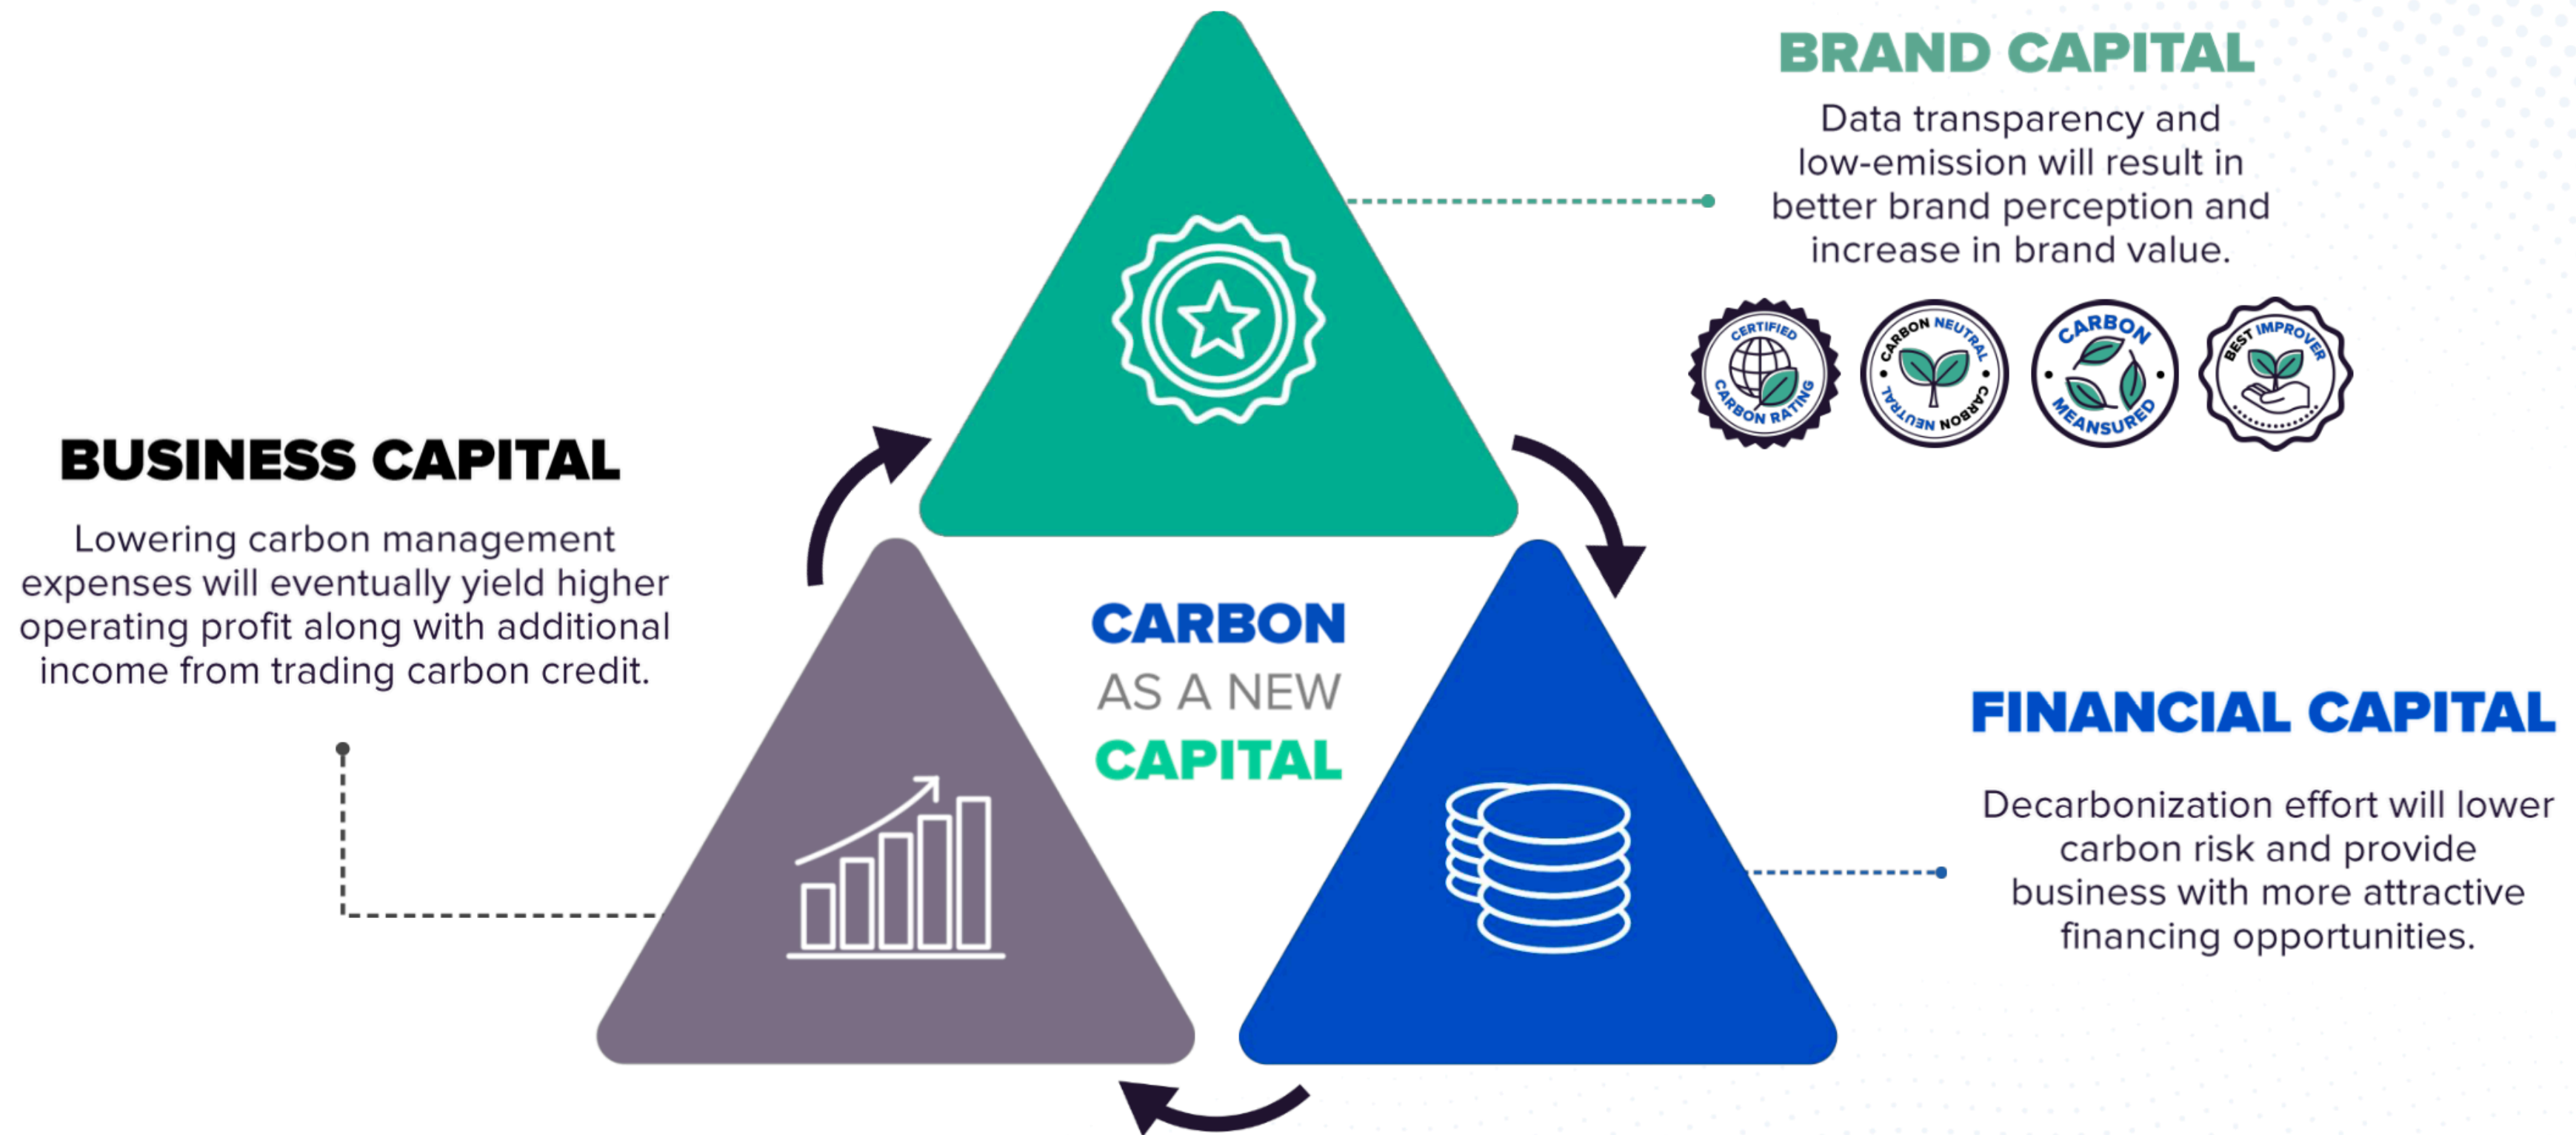 BRAND CAPITAL
Data transparency and
low-emission will result in
better brand perception and
increase in brand value.
CERTIFIED
CARBON RATING
CARBON NEUTRAL
CARBON NEUTRAL
CARBON
MEANSURED
BEST IMPROVER
BUSINESS CAPITAL
Lowering carbon management
expenses will eventually yield higher
operating profit along with additional
income from trading carbon credit.
CARBON
AS A NEW
CAPITAL
FINANCIAL CAPITAL
Decarbonization effort will lower
carbon risk and provide
business with more attractive
financing opportunities.